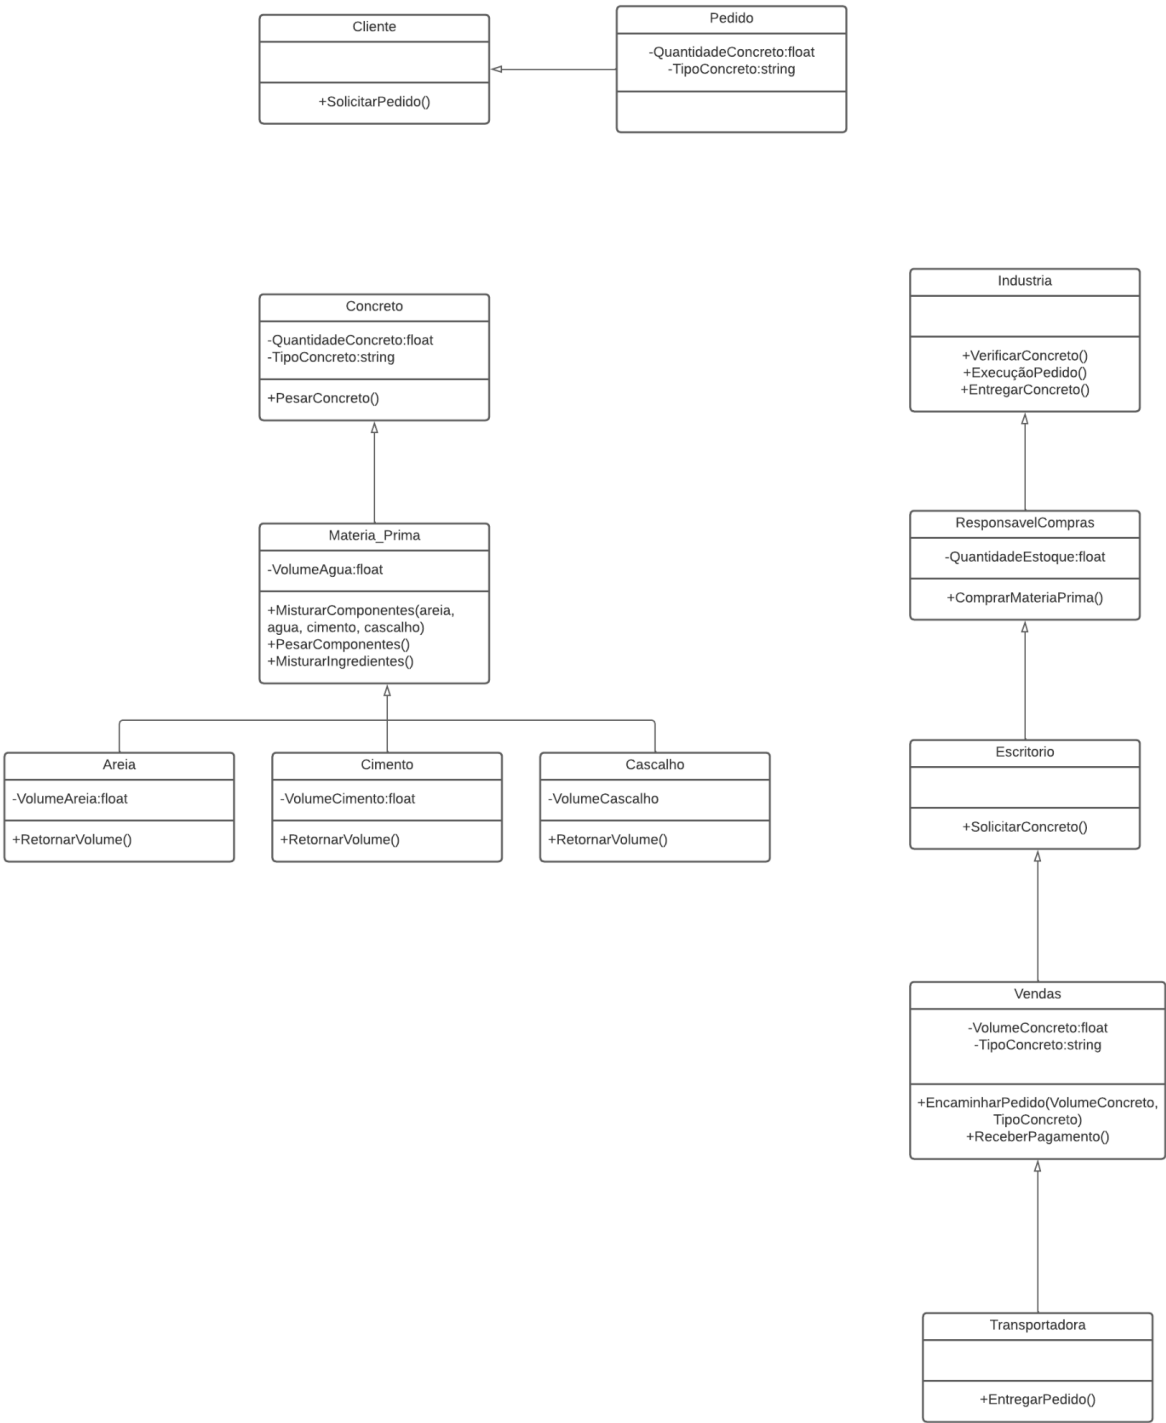 Cliente
+SolicitarPedido()
Pedido
-QuantidadeConcreto:float
-TipoConcreto:string
Concreto
-QuantidadeConcreto:float
-TipoConcreto:string
+PesarConcreto()
Materia_Prima
-VolumeAgua:float
+MisturarComponentes(areia,
agua, cimento, cascalho)
+PesarComponentes()
+MisturarIngredientes()
Areia
-VolumeAreia:float
+RetornarVolume()
Cimento
-VolumeCimento:float
+RetornarVolume()
Cascalho
-VolumeCascalho
+RetornarVolume()
Industria
+VerificarConcreto()
+ExecuçãoPedido()
+EntregarConcreto()
ResponsavelCompras
-QuantidadeEstoque:float
+ComprarMateriaPrima()
Escritorio
+SolicitarConcreto()
Vendas
-VolumeConcreto:float
-TipoConcreto:string
+EncaminharPedido(VolumeConcreto,
TipoConcreto)
+ReceberPagamento()
Transportadora
+EntregarPedido()